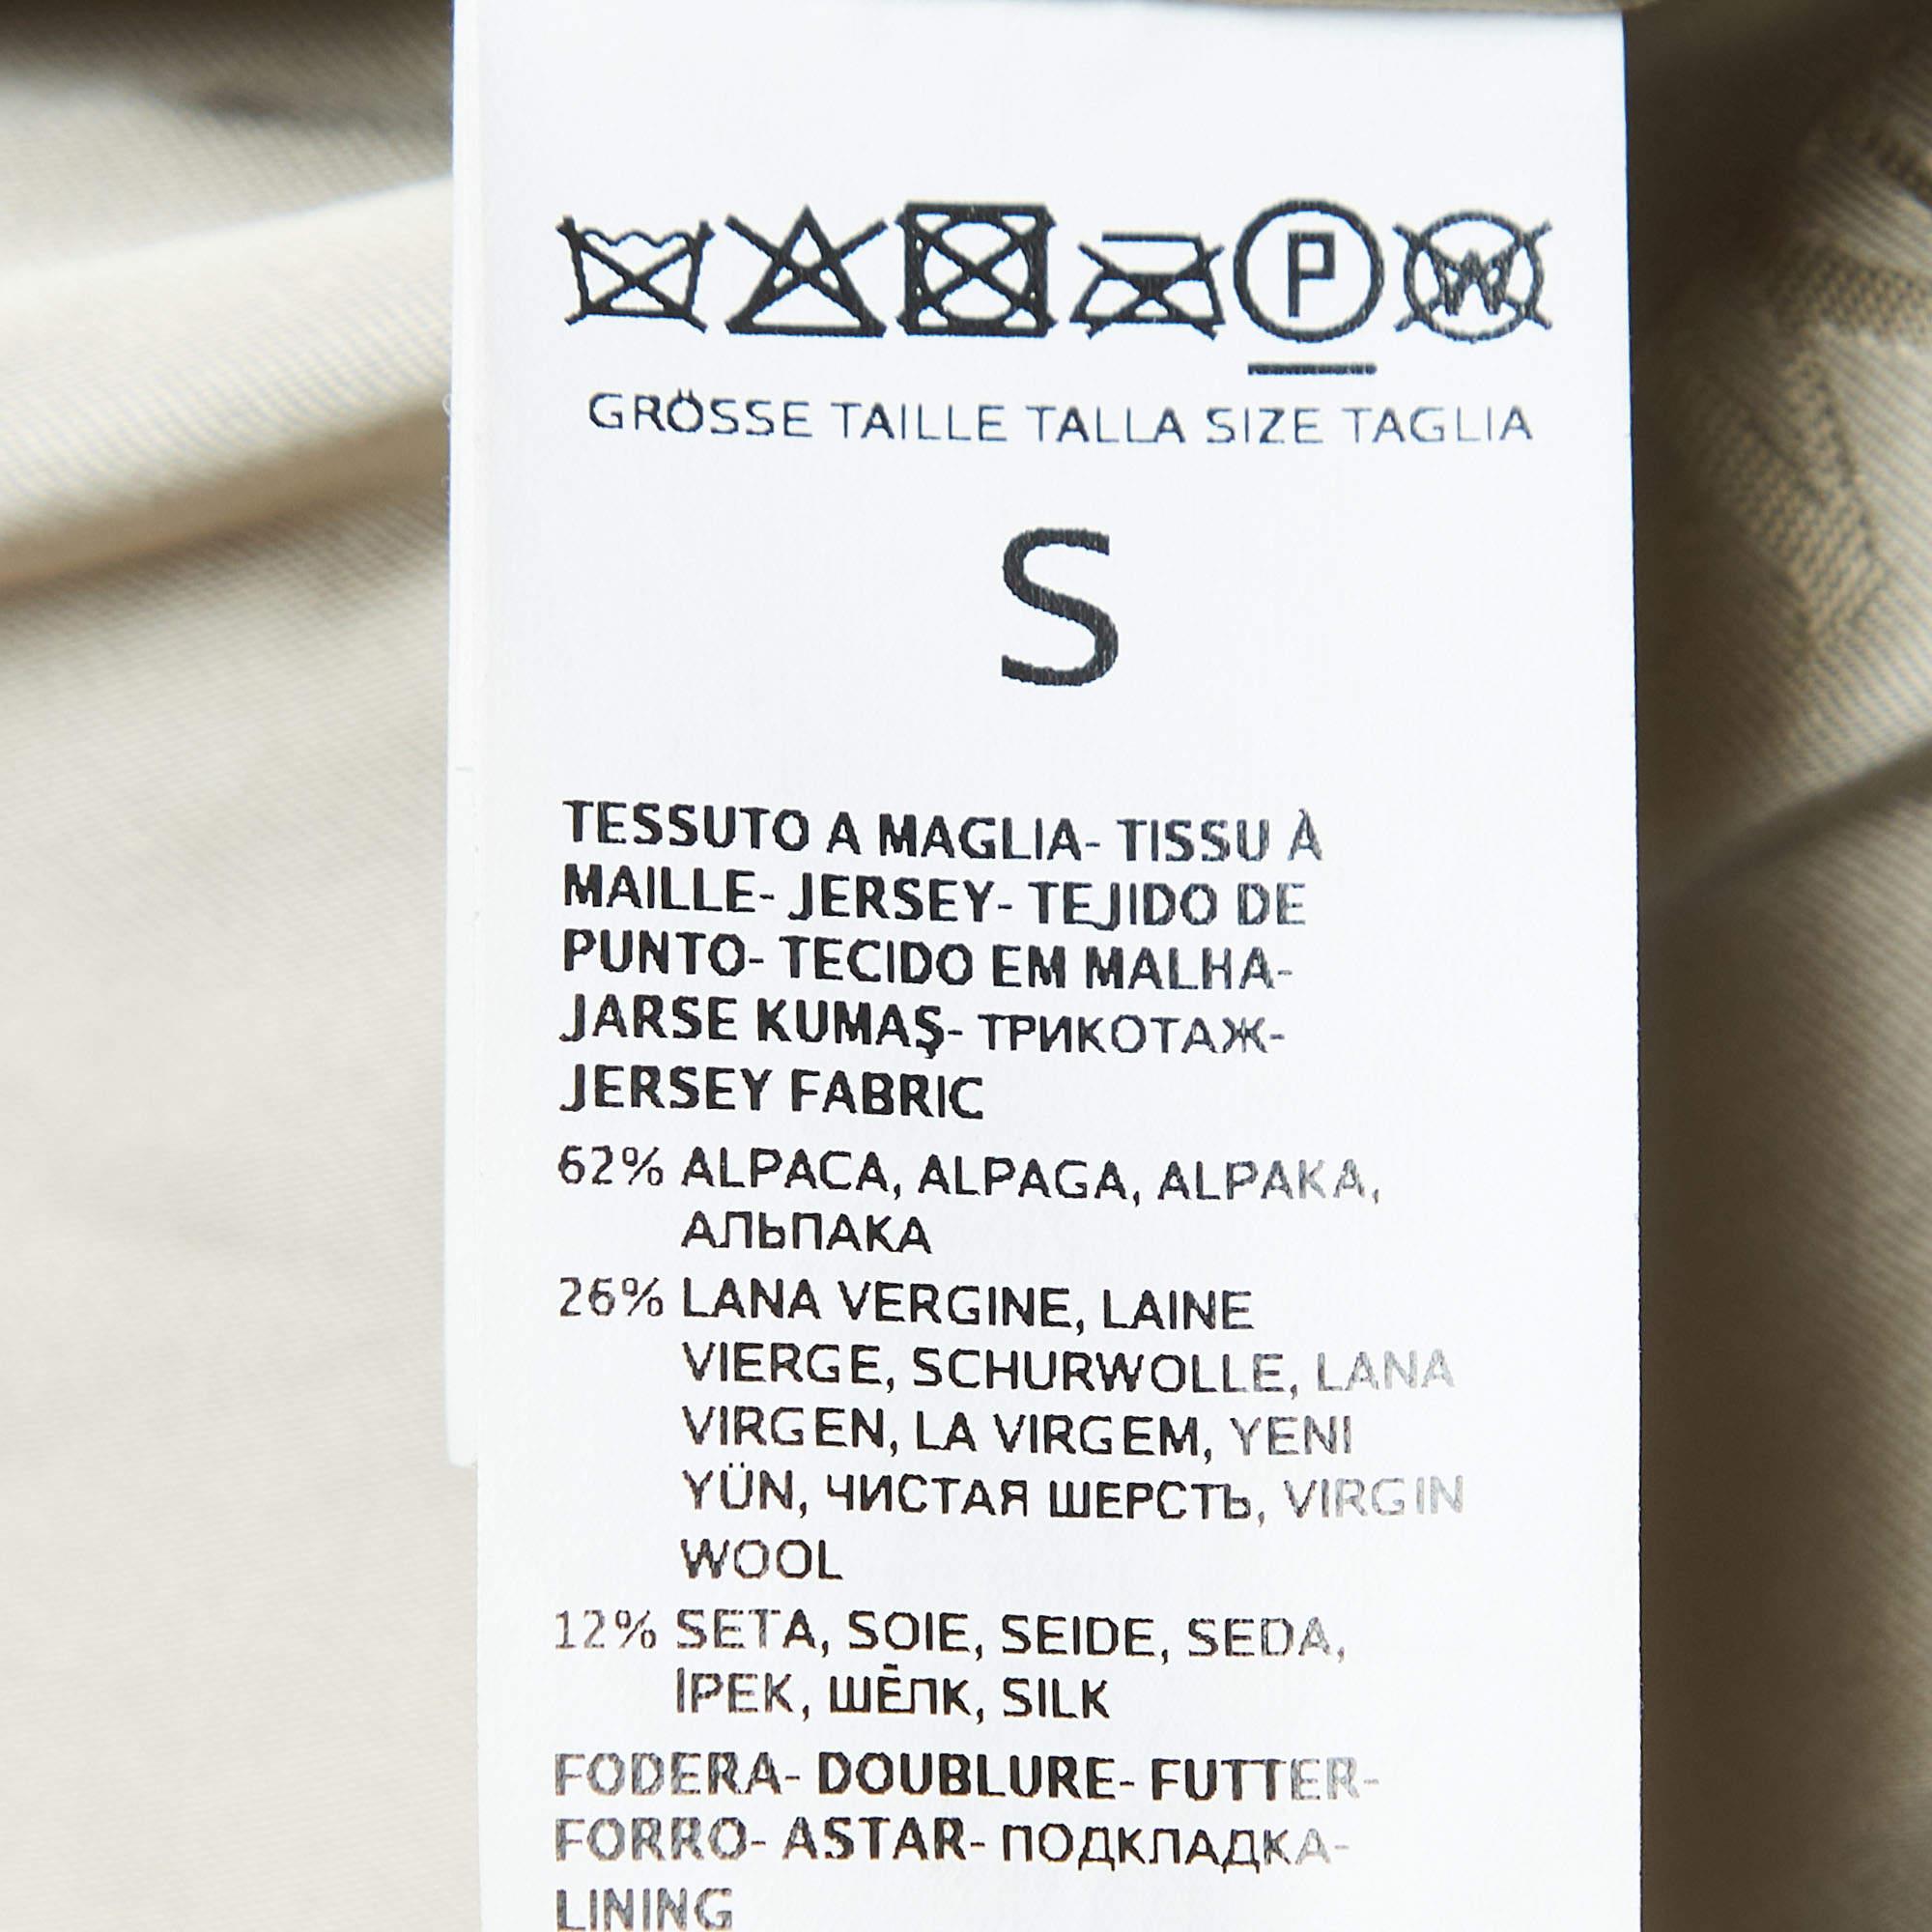 P W
GRÖSSE TAILLE TALLA SIZE TAGLIA
S
TESSUTO A MAGLIA- TISSU À
MAILLE- JERSEY- TEJIDO DE
PUNTO- TECIDO EM MALHA-
JARSE KUMAŞ- ТРИКОТАЖ-
JERSEY FABRIC
62% ALPACA, ALPAGA, ALPAKA,
АЛЬПАКА
26% LANA VERGINE, LAINE
VIERGE, SCHURWOLLE, LANA
VIRGEN, LA VIRGEM, YENI
YÜN, ЧИСТАЯ ШЕРСТЬ, VIRGIN
WOOL
12% SETA, SOIE, SEIDE, SEDA,
İPEK, ШЁЛК, SILK
FODERA- DOUBLURE- FUTTER-
FORRO- ASTAR- ПОДКЛАДКА-
LINING